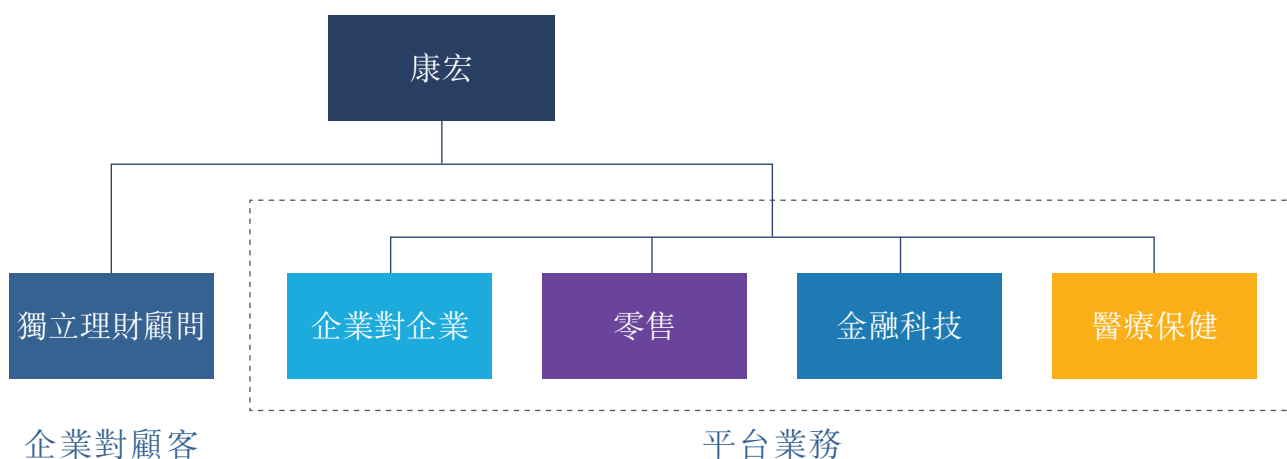 康宏
獨立理財顧問
企業對企業
零售
金融科技
醫療保健
企業對顧客
平台業務